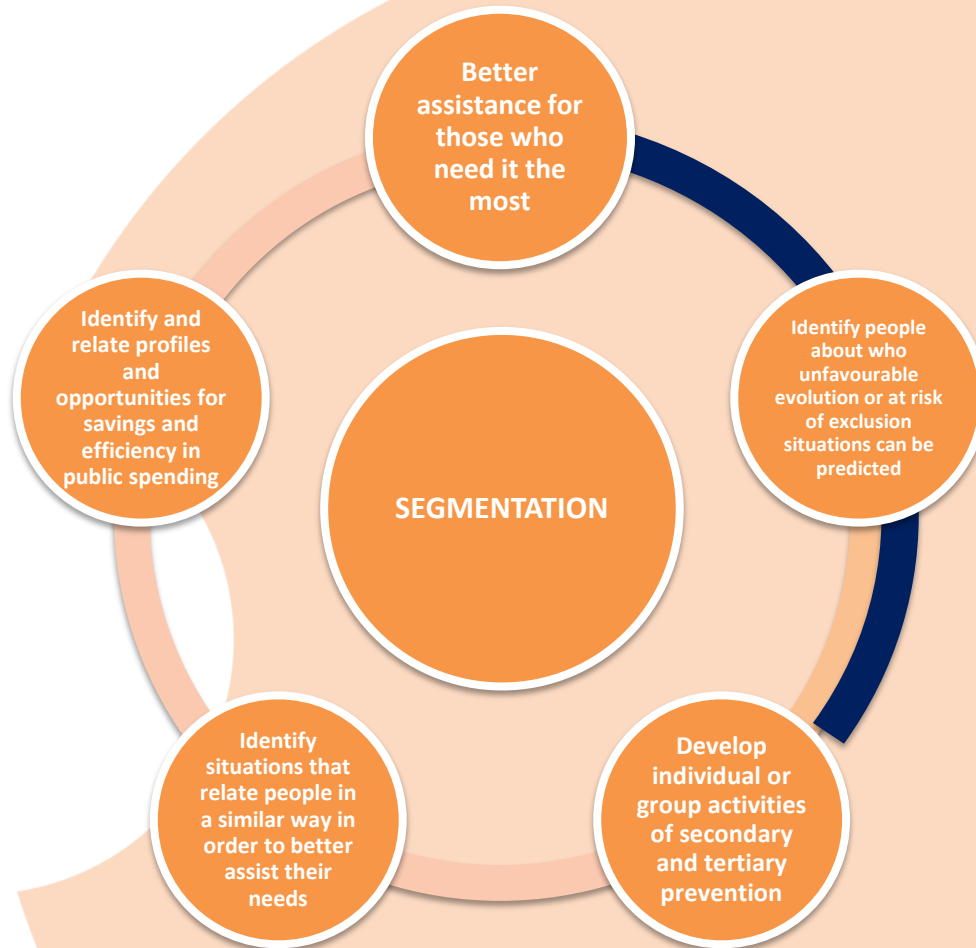 Better
assistance for
those who
need it the
most
Identify people
about who
unfavourable
evolution or at risk
of exclusion
situations can be
predicted
Develop
individual or
group activities
of secondary
and tertiary
prevention
Identify
situations that
relate people in
a similar way in
order to better
assist their
needs
Identify and
relate profiles
and
opportunities for
savings and
efficiency in
public spending
SEGMENTATION